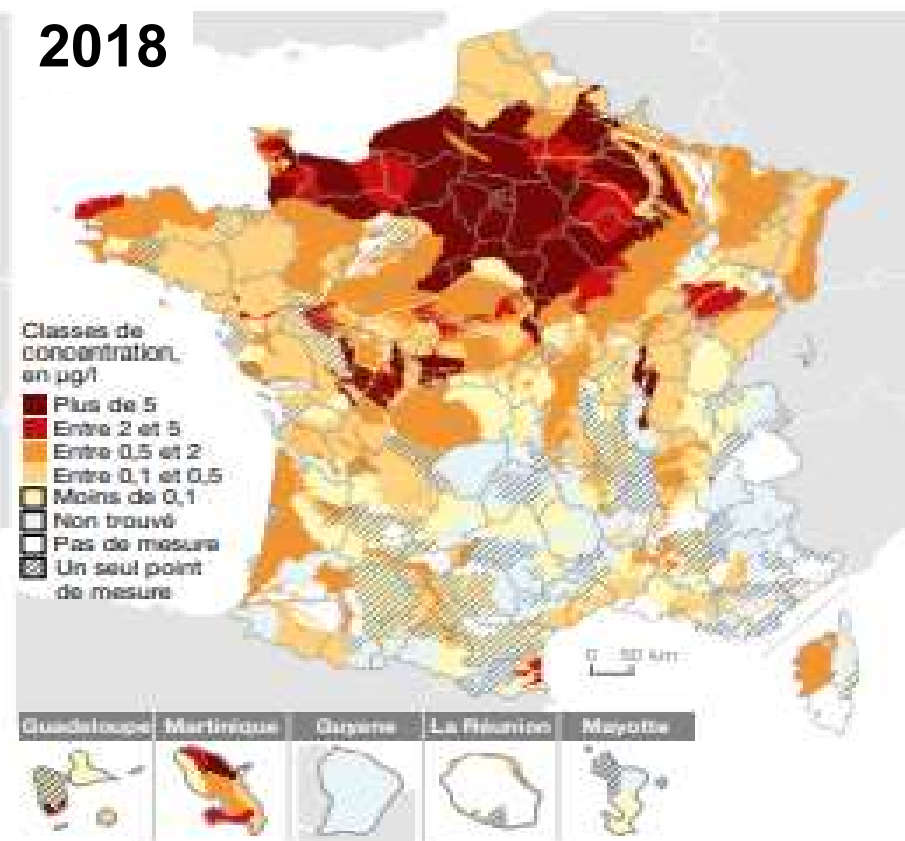 2018
Classes de
concentration,
en µg/l
Plus de 5
Entre 2 et 5
Entre 0,5 et 2
Entre 0,1 et 0,5
Moins de 0,1
Non trouvé
Pas de mesure
Un seul point
de mesure
0 50 km
Guadeloupe Martinique Guyane La Réunion Mayotte